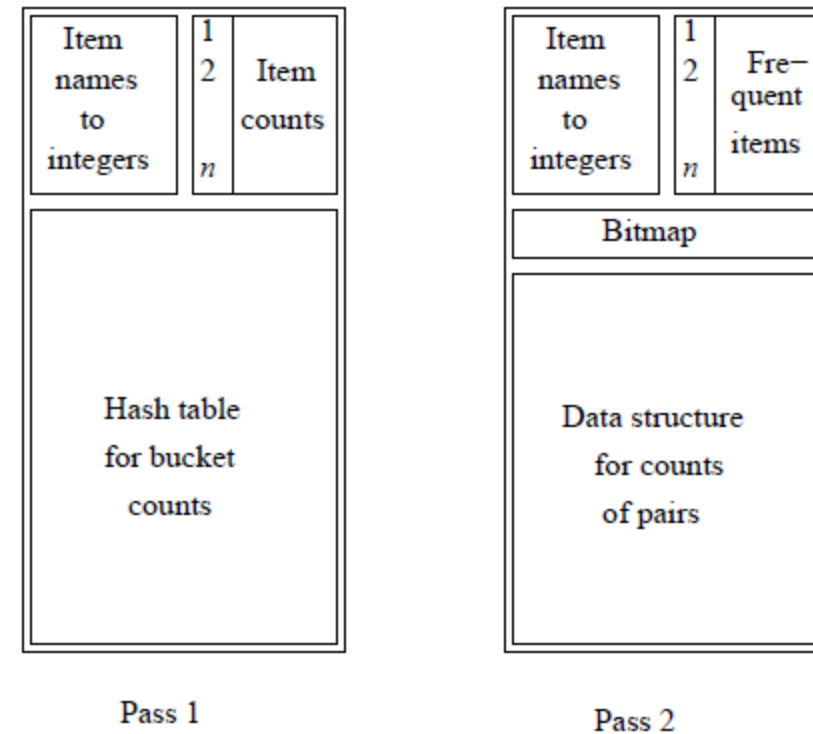 Item
names
to
integers
1
2
n
Item
counts
Hash table
for bucket
counts
Pass 1
Item
names
to
integers
1
2
n
Fre−
quent
items
Bitmap
Data structure
for counts
of pairs
Pass 2